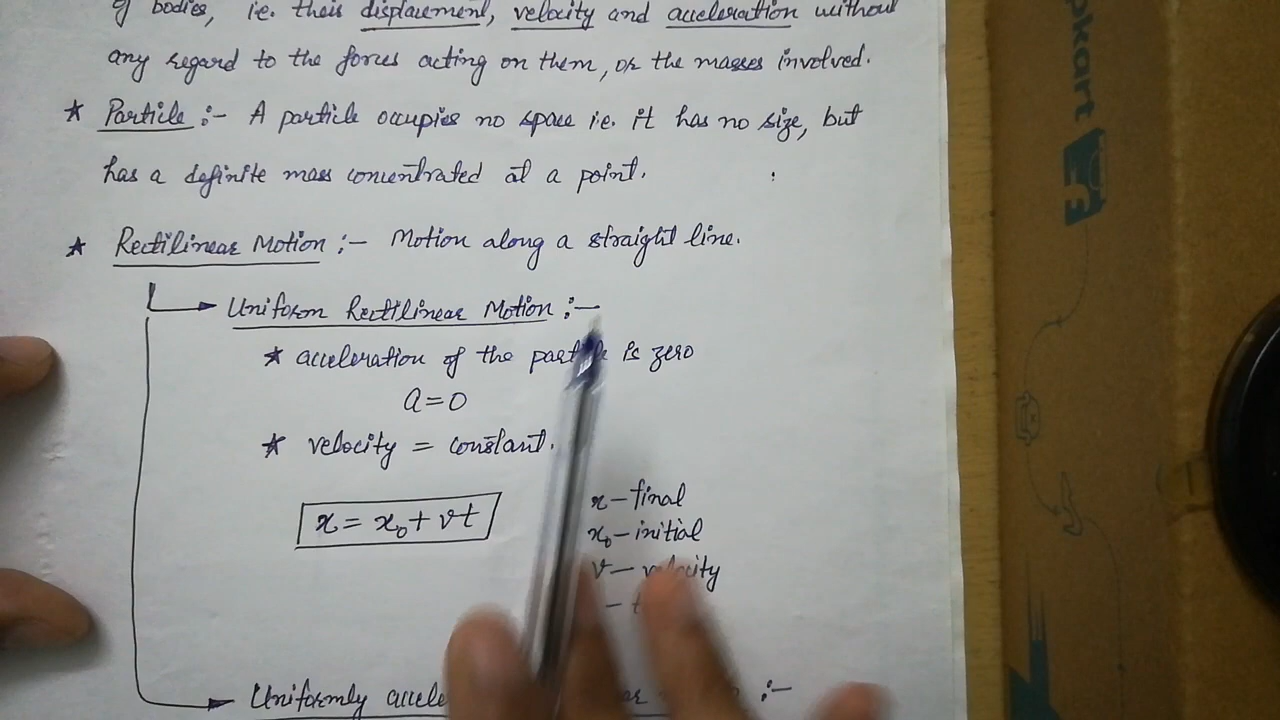 of bodies, i.e. their displacement, velocity and acceleration without
any regard to the forces acting on them, or the masses involved.
* Particle :- A particle occupies no space i.e. it has no size, but
has a definite mass concentrated at a point.
* Rectilinear Motion :- Motion along a straight line.
Uniform Rectilinear Motion :-
* acceleration of the particle is zero
a=0
* velocity = constant.
x = x₀ + vt
x - final
x₀ - initial
v - velocity
Uniformly :-
pkart